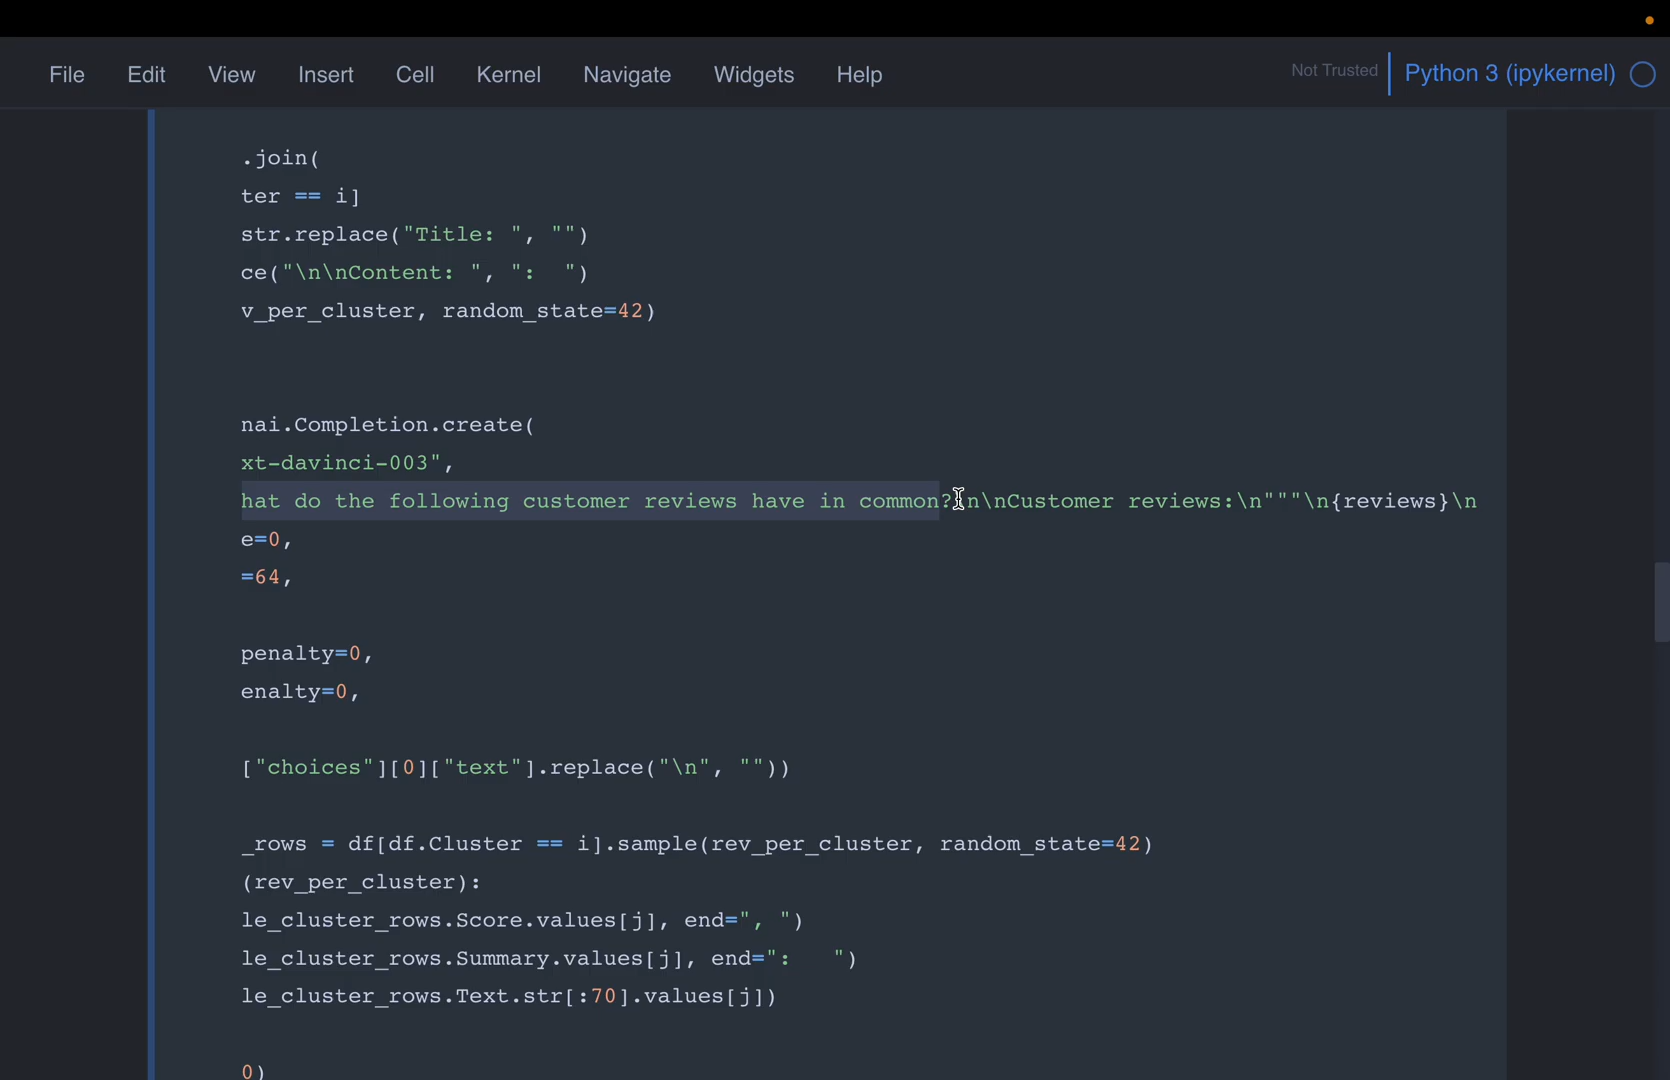 File Edit View Insert Cell Kernel Navigate Widgets Help Not Trusted Python 3 (ipykernel)
.join(
ter == i]
str.replace("Title: ", "")
ce("\n\nContent: ", ":  ")
v_per_cluster, random_state=42)
nai.Completion.create(
xt-davinci-003",
hat do the following customer reviews have in common?\n\nCustomer reviews:\n"""\n{reviews}\n
e=0,
=64,
penalty=0,
enalty=0,
["choices"][0]["text"].replace("\n", ""))
_rows = df[df.Cluster == i].sample(rev_per_cluster, random_state=42)
(rev_per_cluster):
le_cluster_rows.Score.values[j], end=", ")
le_cluster_rows.Summary.values[j], end=":   ")
le_cluster_rows.Text.str[:70].values[j])
0)